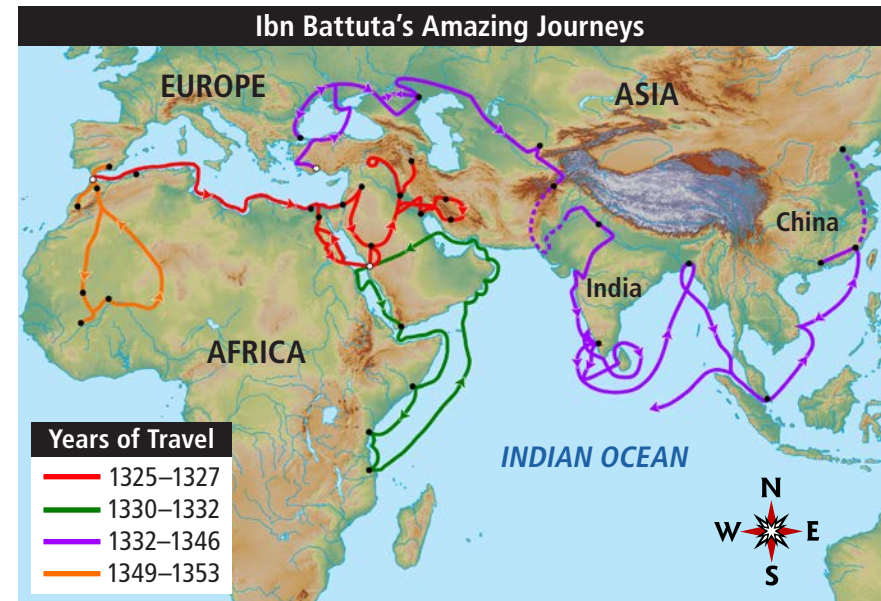 Ibn Battuta's Amazing Journeys
EUROPE
ASIA
China
India
AFRICA
INDIAN OCEAN
Years of Travel
1325–1327
1330–1332
1332–1346
1349–1353
N
W E
S